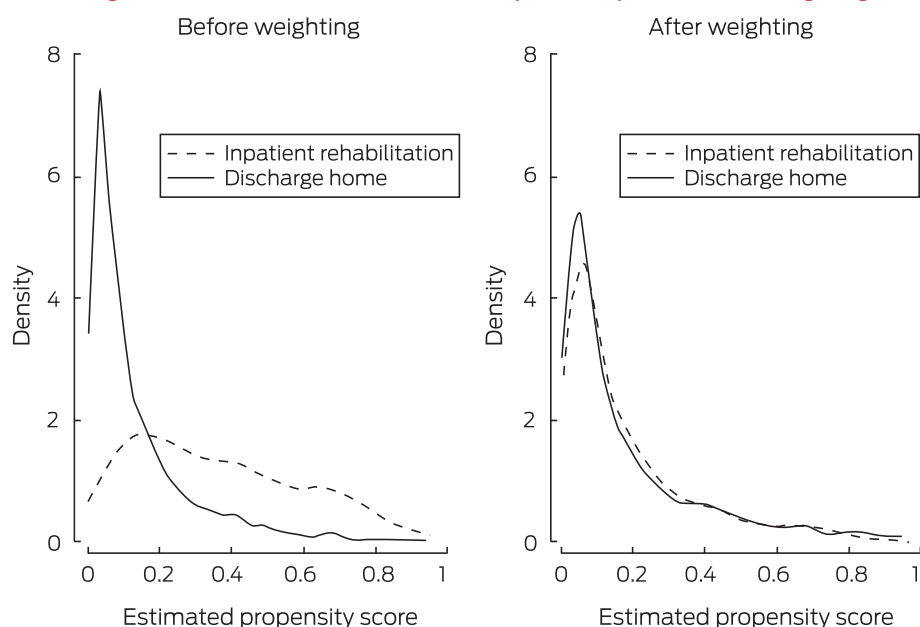 Before weighting
8
6
4
2
0
Density
Inpatient rehabilitation
Discharge home
0 0.2 0.4 0.6 0.8 1
Estimated propensity score
After weighting
8
6
4
2
0
Density
Inpatient rehabilitation
Discharge home
0 0.2 0.4 0.6 0.8 1
Estimated propensity score